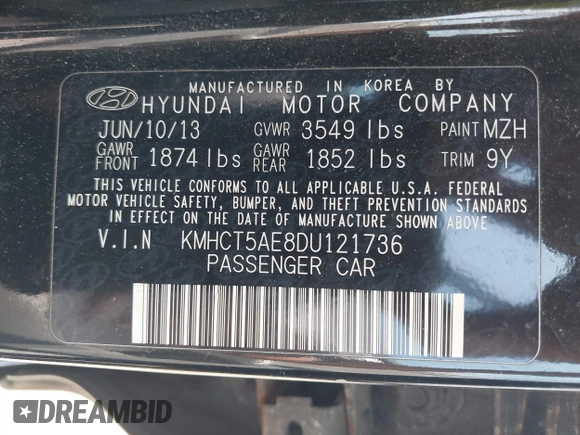 MANUFACTURED IN KOREA BY
HYUNDAI MOTOR COMPANY
JUN/10/13 GVWR 3549 lbs PAINT MZH
GAWR FRONT 1874 lbs GAWR REAR 1852 lbs TRIM 9Y
THIS VEHICLE CONFORMS TO ALL APPLICABLE U.S.A. FEDERAL
MOTOR VEHICLE SAFETY, BUMPER, AND THEFT PREVENTION STANDARDS
IN EFFECT ON THE DATE OF MANUFACTURE SHOWN ABOVE
V.I.N KMHCT5AE8DU121736
PASSENGER CAR
DREAMBID